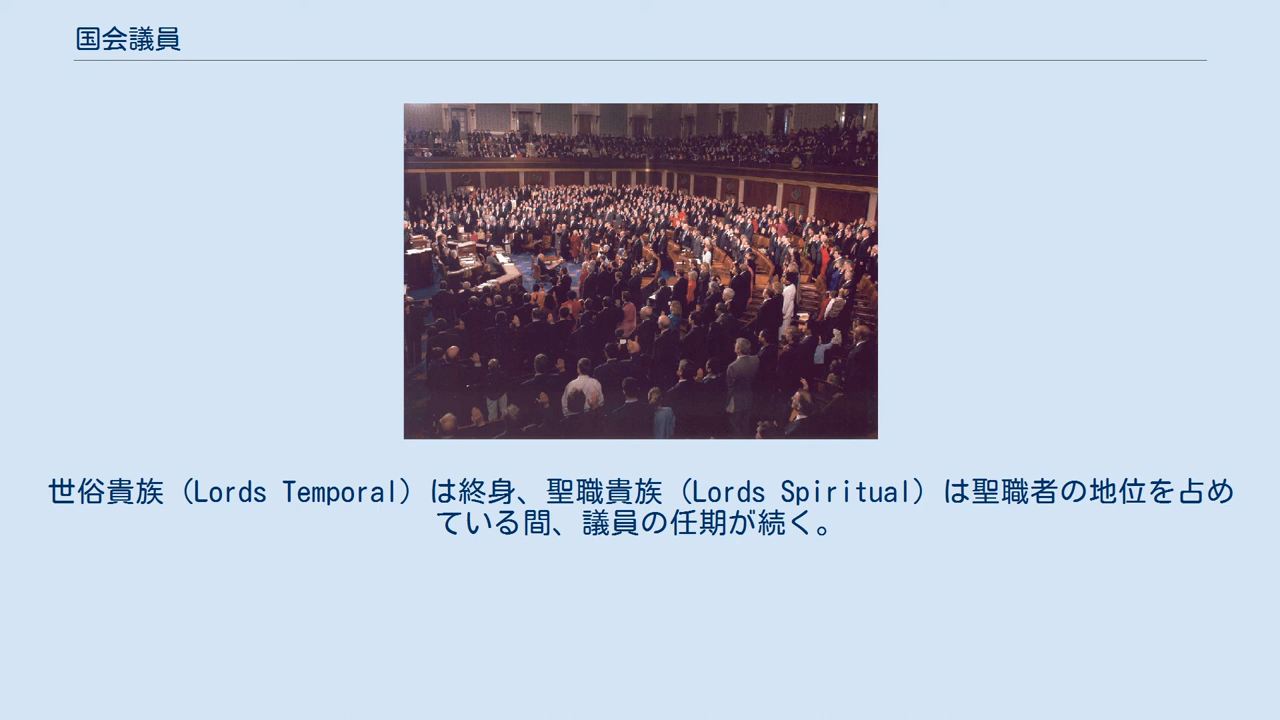 国会議員
世俗貴族（Lords Temporal）は終身、聖職貴族（Lords Spiritual）は聖職者の地位を占め
ている間、議員の任期が続く。